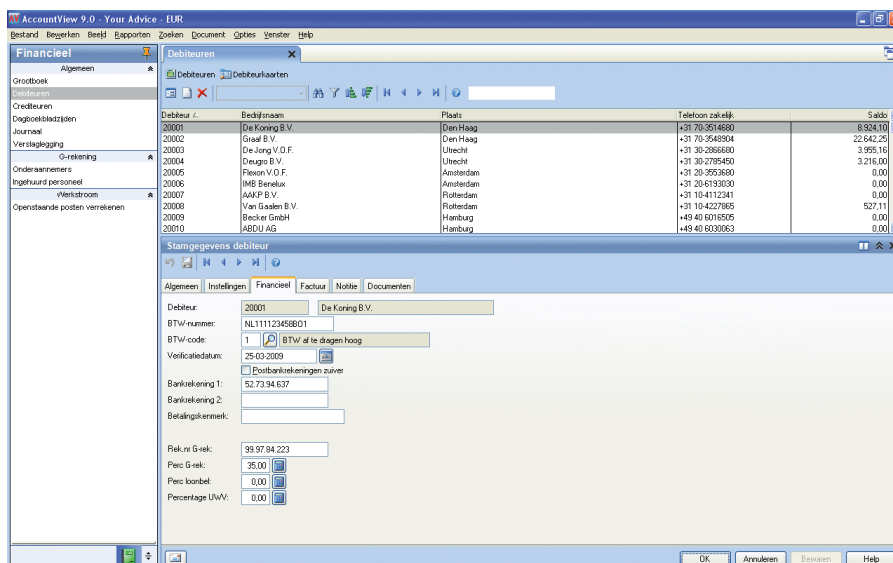 AccountView 9.0 - Your Advice - EUR
Bestand Bewerken Beeld Rapporten Zoeken Document Opties Venster Help
Financieel
Algemeen
Grootboek
Debiteuren
Crediteuren
Dagboekbladzijden
Journaal
Verslaglegging
G-rekening
Onderaannemers
Ingehuurd personeel
Werkstroom
Openstaande posten verrekenen
Debiteuren
Debiteuren Debiteurkaarten
Debiteur Bedrijfsnaam Plaats Telefoon zakelijk Saldo
20001 De Koning B.V. Den Haag +31 70-3514680 8.924,10
20002 Graaf B.V. Den Haag +31 70-3548904 22.642,25
20003 De Jong V.O.F. Utrecht +31 30-2866680 3.955,16
20004 Deugro B.V. Utrecht +31 30-2785450 3.216,00
20005 Flexon V.O.F. Amsterdam +31 20-3553680 0,00
20006 IMB Benelux Amsterdam +31 20-6193030 0,00
20007 AAKP B.V. Rotterdam +31 10-4112341 0,00
20008 Van Gaalen B.V. Rotterdam +31 10-4227865 527,11
20009 Becker GmbH Hamburg +49 40 6016505 0,00
20010 ABDU AG Hamburg +49 40 6030063 0,00
Stamgegevens debiteur
Algemeen Instellingen Financieel Factuur Notitie Documenten
Debiteur: 20001 De Koning B.V.
BTW-nummer: NL111123458B01
BTW-code: 1 BTW af te dragen hoog
Verificatiedatum: 25-03-2009
Postbankrekeningen zuiver
Bankrekening 1: 52.73.94.637
Bankrekening 2:
Betalingskenmerk:
Rek.nr G-rek: 99.97.84.223
Perc G-rek: 35,00
Perc loonbel: 0,00
Percentage UWV: 0,00
OK Annuleren Bewaren Help